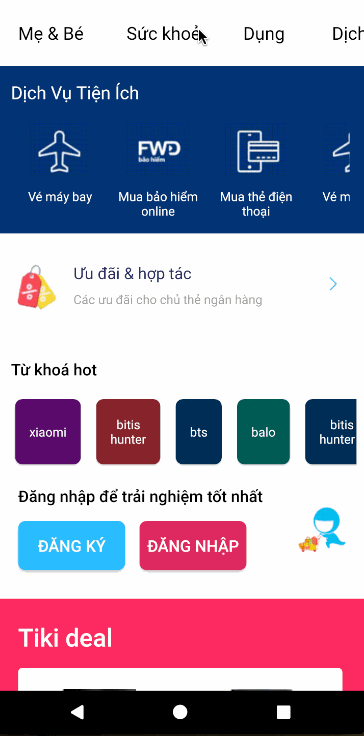 Mẹ & Bé Sức khoẻ Dụng Dịch
Dịch Vụ Tiện Ích
FWD
bảo hiểm
Vé máy bay Mua bảo hiểm online Mua thẻ điện thoại Vé m
Ưu đãi & hợp tác
Các ưu đãi cho chủ thẻ ngân hàng
Từ khoá hot
xiaomi
bitis
hunter
bts
balo
bitis
hunter
Đăng nhập để trải nghiệm tốt nhất
ĐĂNG KÝ ĐĂNG NHẬP
Tiki deal